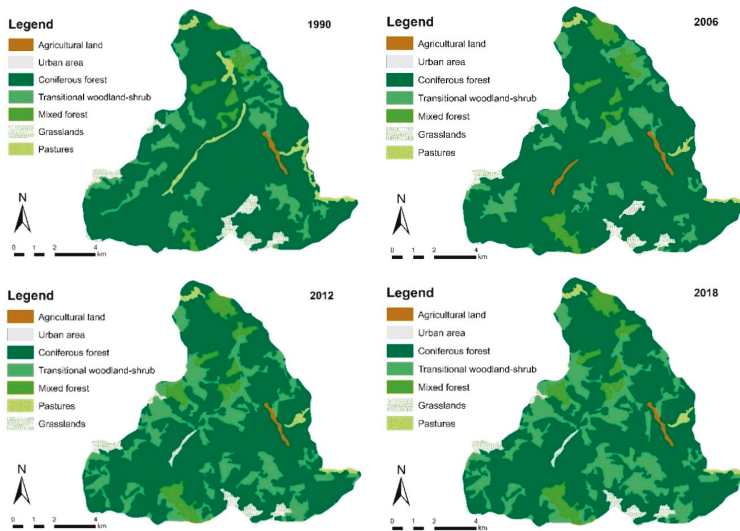 Legend
1990
Agricultural land
Urban area
Coniferous forest
Transitional woodland-shrub
Mixed forest
Grasslands
Pastures
N
0 1 2 4
km
Legend
2006
Agricultural land
Urban area
Coniferous forest
Transitional woodland-shrub
Mixed forest
Grasslands
Pastures
N
0 1 2 4
km
Legend
2012
Agricultural land
Urban area
Coniferous forest
Transitional woodland-shrub
Mixed forest
Pastures
Grasslands
N
0 1 2 4
km
Legend
2018
Agricultural land
Urban area
Coniferous forest
Transitional woodland-shrub
Mixed forest
Grasslands
Pastures
N
0 1 2 4
km